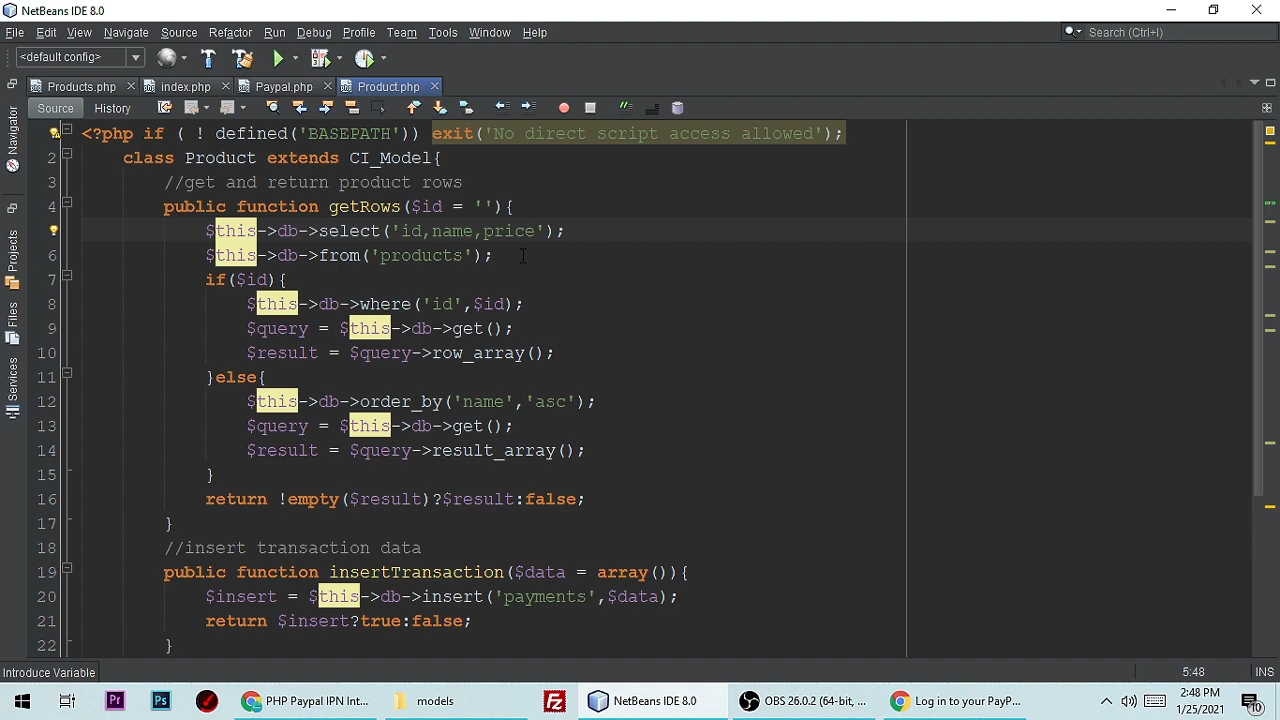 NetBeans IDE 8.0
File Edit View Navigate Source Refactor Run Debug Profile Team Tools Window Help
Search (Ctrl+I)
<default config>
Products.php index.php Paypal.php Product.php
Source History
Navigator
Projects
Files
Services
<?php if ( ! defined('BASEPATH')) exit('No direct script access allowed');
2 class Product extends CI_Model{
3 //get and return product rows
4 public function getRows($id = ''){
$this->db->select('id,name,price');
6 $this->db->from('products');
7 if($id){
8 $this->db->where('id',$id);
9 $query = $this->db->get();
10 $result = $query->row_array();
11 }else{
12 $this->db->order_by('name','asc');
13 $query = $this->db->get();
14 $result = $query->result_array();
15 }
16 return !empty($result)?$result:false;
17 }
18 //insert transaction data
19 public function insertTransaction($data = array()){
20 $insert = $this->db->insert('payments',$data);
21 return $insert?true:false;
22 }
Introduce Variable 5:48 INS
Pr Ps PHP Paypal IPN Int... models Fz NetBeans IDE 8.0 OBS 26.0.2 (64-bit, ... Log in to your PayP...
2:48 PM
1/25/2021
10